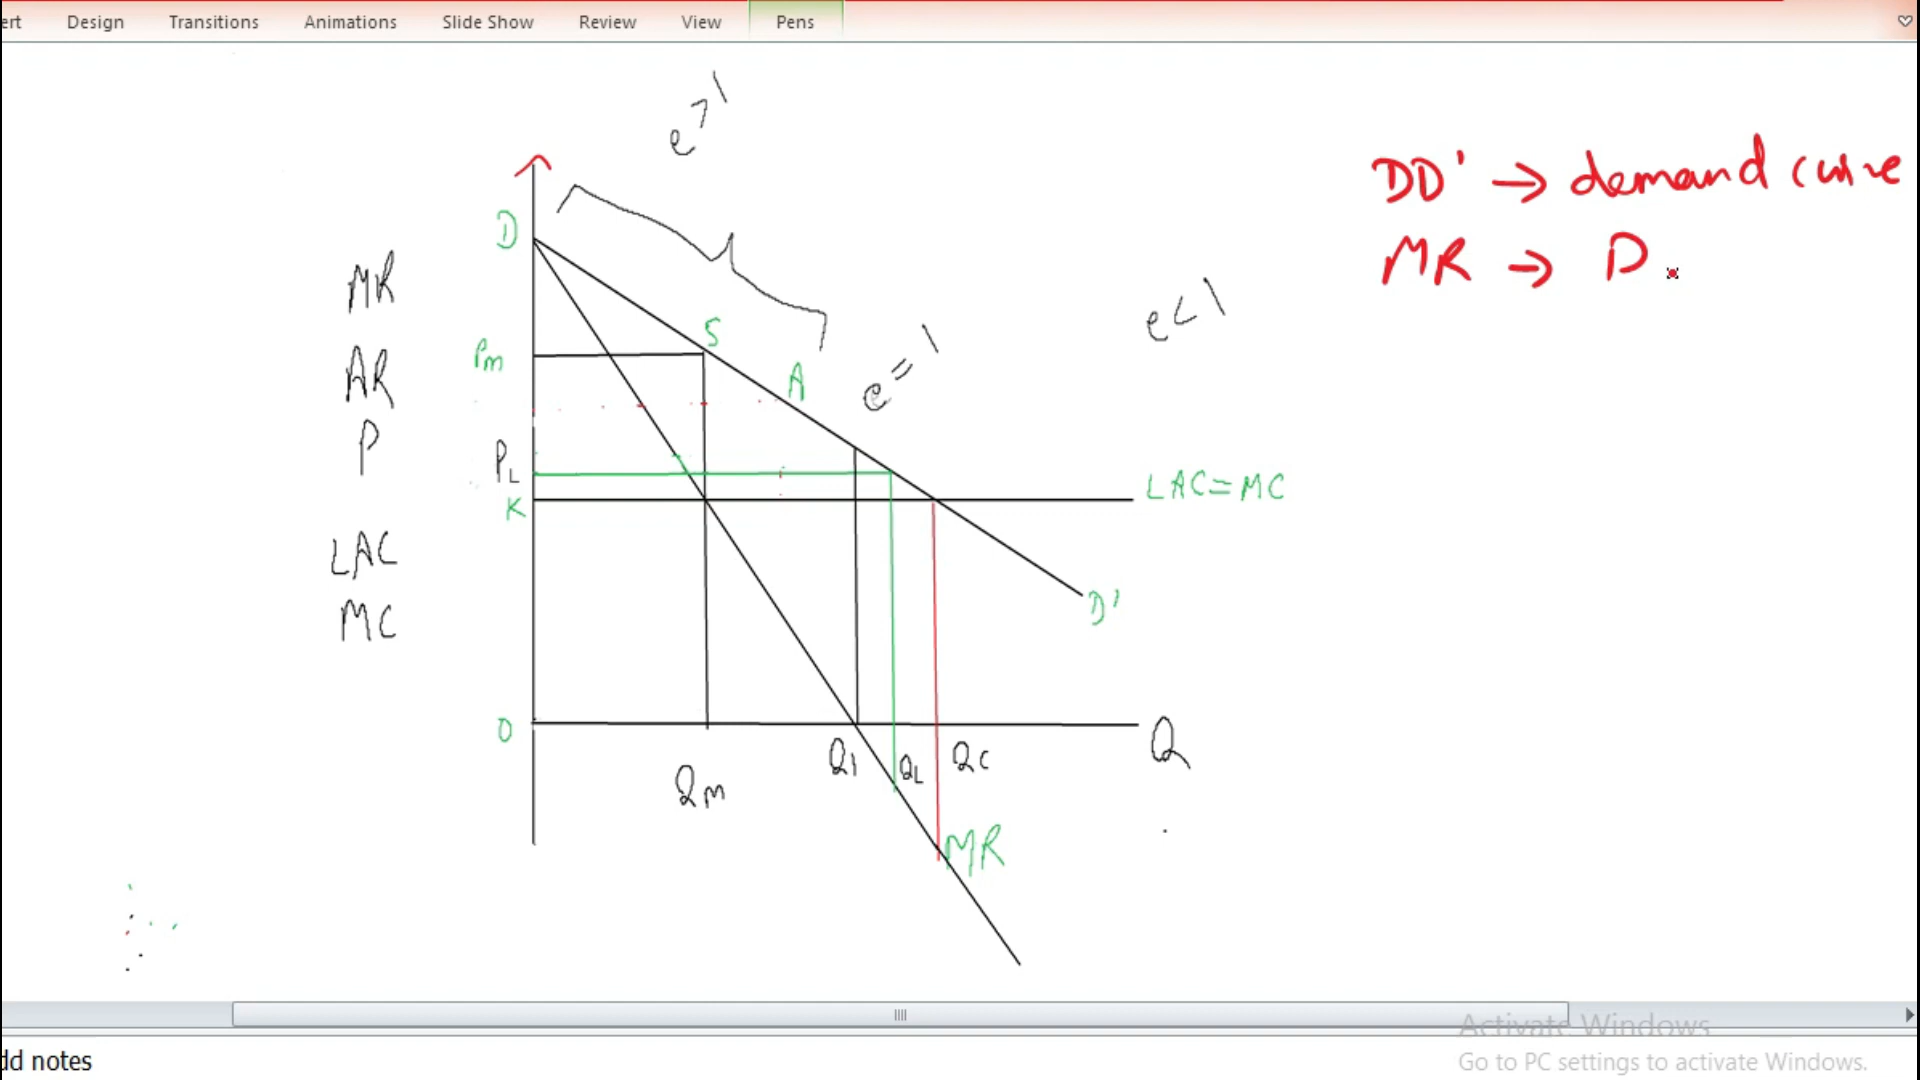 ert Design Transitions Animations Slide Show Review View Pens
e>1
DD' → demand curve
MR → D
D
MR
e<1
S
Pm
e=1
AR
A
P
PL
LAC=MC
K
LAC
D'
MC
O
Q1 QL QC Q
Qm
MR
Activate Windows
dd notes
Go to PC settings to activate Windows.